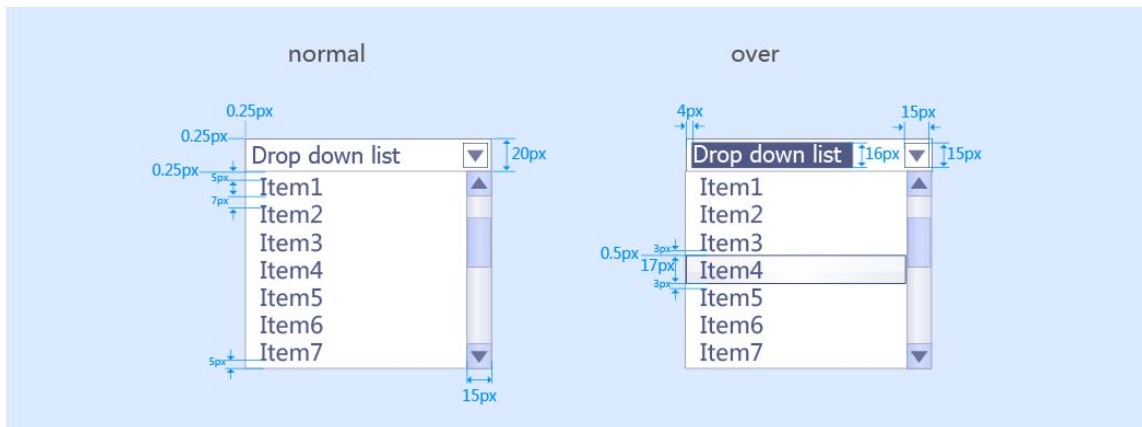 normal
over
0.25px
0.25px
0.25px
Drop down list
20px
5px
7px
Item1
Item2
Item3
Item4
Item5
Item6
Item7
5px
15px
4px
15px
Drop down list
16px
15px
Item1
Item2
Item3
0.5px
3px
17px
Item4
3px
Item5
Item6
Item7